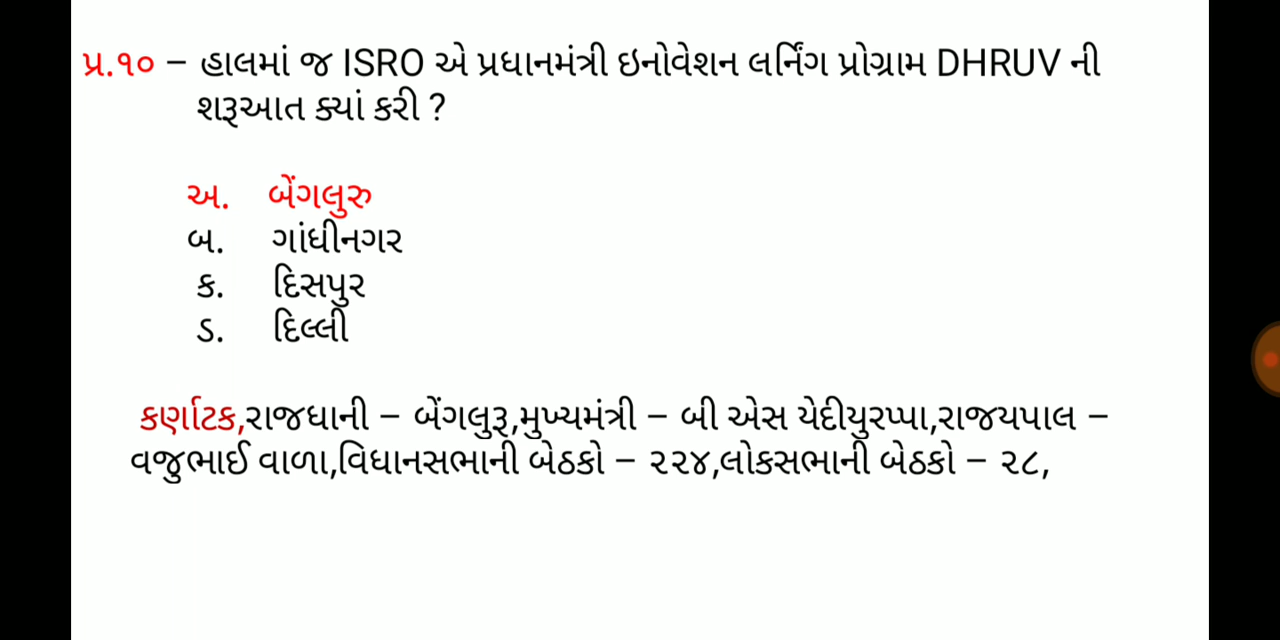 પ્ર.૧૦ – હાલમાં જ ISRO એ પ્રધાનમંત્રી ઇનોવેશન લર્નિંગ પ્રોગ્રામ DHRUV ની
શરૂઆત ક્યાં કરી ?
અ. બેંગલુરુ
બ. ગાંધીનગર
ક. દિસપુર
ડ. દિલ્લી
કર્ણાટક,રાજધાની – બેંગલુરૂ,મુખ્યમંત્રી – બી એસ યેદીયુરપ્પા,રાજયપાલ –
વજુભાઈ વાળા,વિધાનસભાની બેઠકો – ૨૨૪,લોકસભાની બેઠકો – ૨૮,